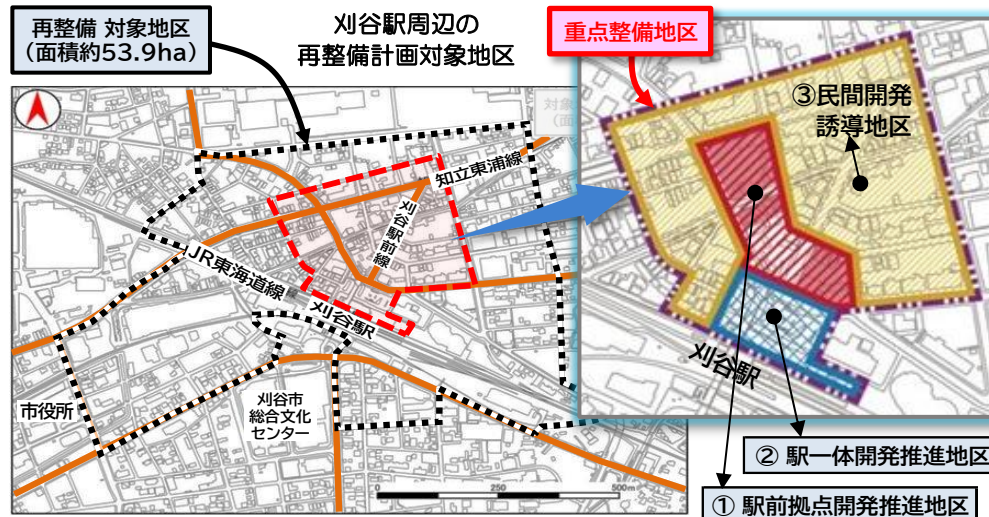 再整備 対象地区
(面積約53.9ha)
刈谷駅周辺の
再整備計画対象地区
重点整備地区
③民間開発
誘導地区
知立東浦線
刈谷駅前線
JR東海道線
刈谷駅
市役所
刈谷市
総合文化
センター
0 250 500m
刈谷駅
② 駅一体開発推進地区
① 駅前拠点開発推進地区